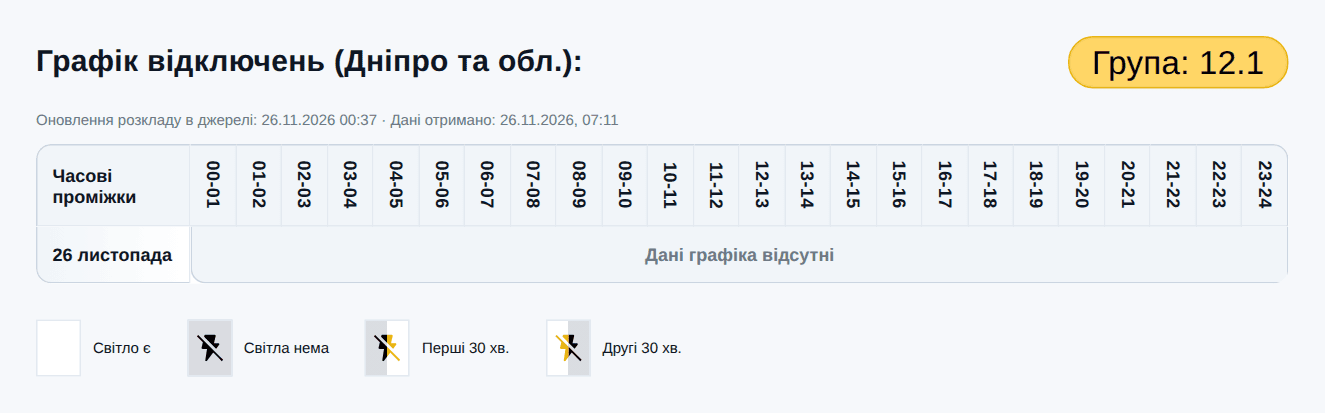 Графік відключень (Дніпро та обл.):
Група: 12.1
Оновлення розкладу в джерелі: 26.11.2026 00:37 · Дані отримано: 26.11.2026, 07:11
Часові
проміжки
00-01
01-02
02-03
03-04
04-05
05-06
06-07
07-08
08-09
09-10
10-11
11-12
12-13
13-14
14-15
15-16
16-17
17-18
18-19
19-20
20-21
21-22
22-23
23-24
26 листопада
Дані графіка відсутні
Світло є
Світла нема
Перші 30 хв.
Другі 30 хв.